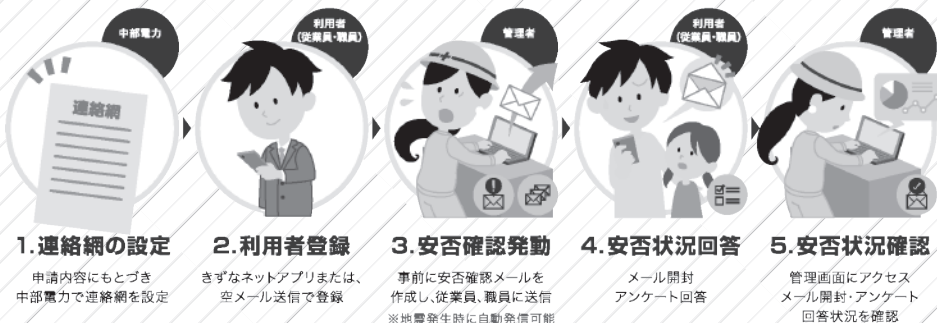 中部電力
連絡網
1.連絡網の設定
申請内容にもとづき
中部電力で連絡網を設定
利用者
(従業員・職員)
2.利用者登録
きずなネットアプリまたは、
空メール送信で登録
管理者
3.安否確認発動
事前に安否確認メールを
作成し、従業員、職員に送信
※地震発生時に自動発信可能
利用者
(従業員・職員)
4.安否状況回答
メール開封
アンケート回答
管理者
5.安否状況確認
管理画面にアクセス
メール開封・アンケート
回答状況を確認